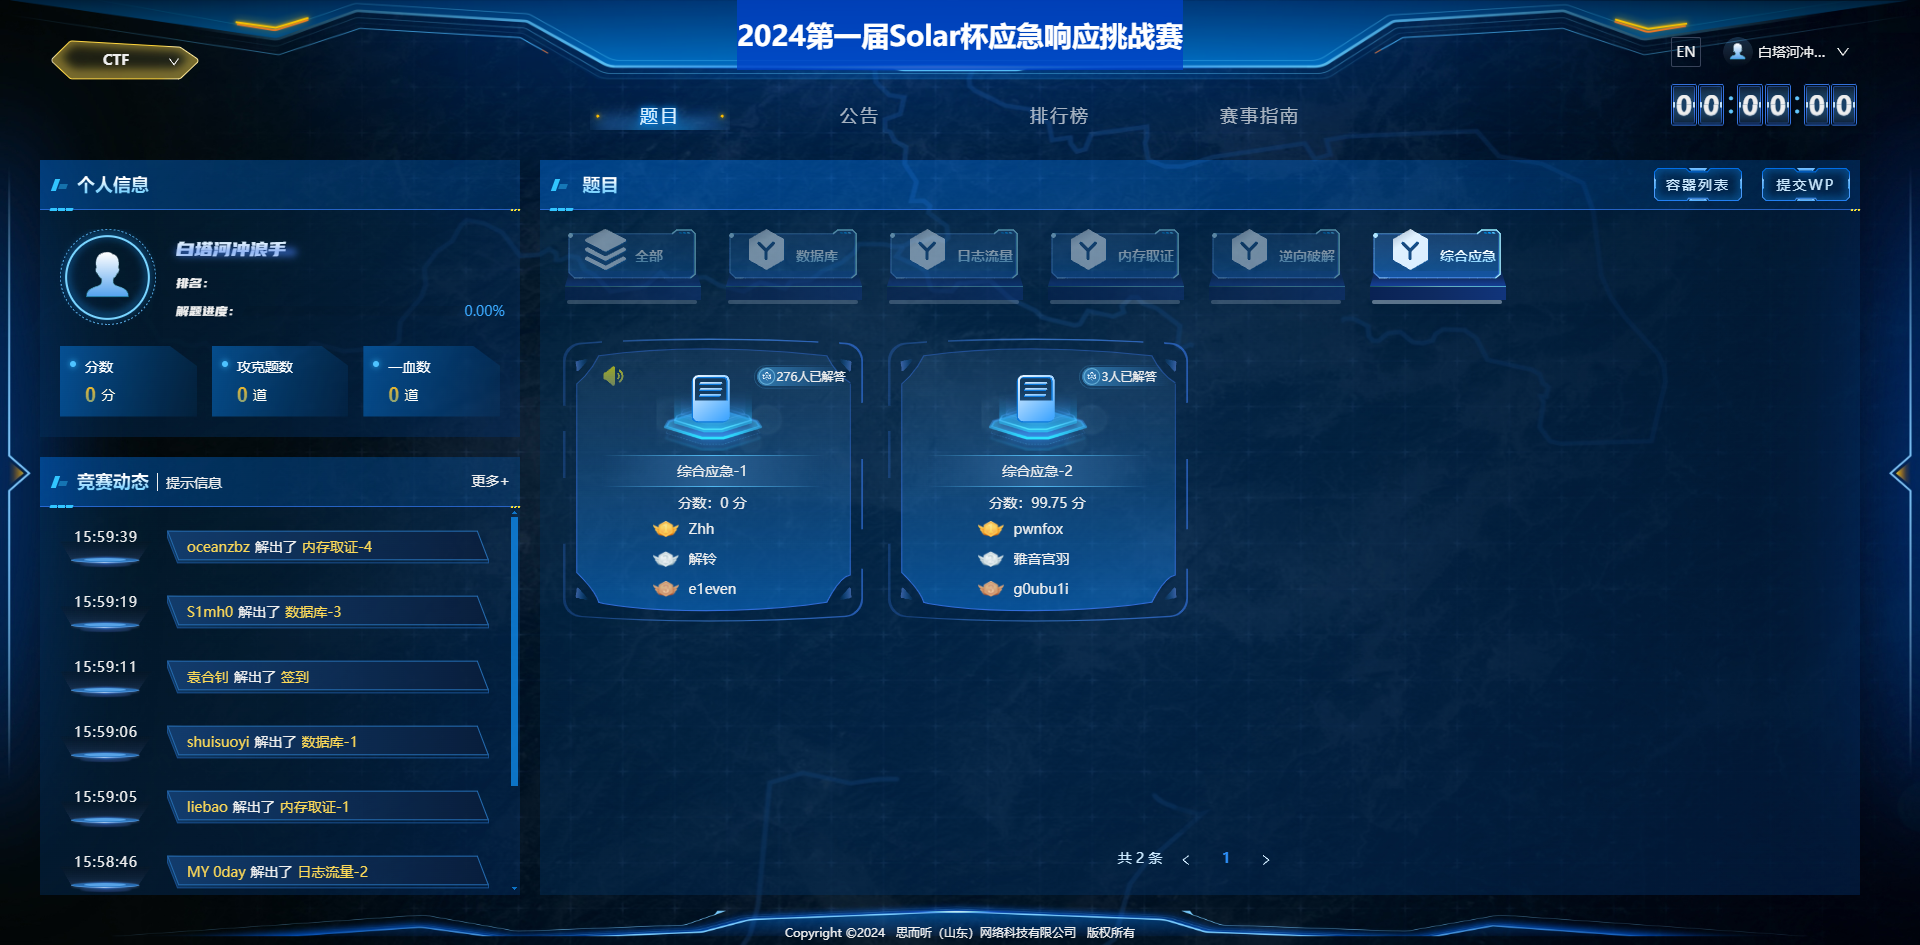 2024第一届Solar杯应急响应挑战赛
CTF
EN
白塔河冲...
00:00:00
题目
公告
排行榜
赛事指南
个人信息
白塔河冲浪手
排名：
解题进度：
0.00%
分数
0 分
攻克题数
0 道
一血数
0 道
竞赛动态
提示信息
更多+
15:59:39
oceanzbz 解出了 内存取证-4
15:59:19
S1mh0 解出了 数据库-3
15:59:11
袁合钊 解出了 签到
15:59:06
shuisuoyi 解出了 数据库-1
15:59:05
liebao 解出了 内存取证-1
15:58:46
MY 0day 解出了 日志流量-2
题目
容器列表
提交WP
全部
数据库
日志流量
内存取证
逆向破解
综合应急
276人已解答
综合应急-1
分数：0 分
Zhh
解铃
e1even
3人已解答
综合应急-2
分数：99.75 分
pwnfox
雅音宫羽
g0ubu1i
共 2 条
<
1
>
Copyright ©2024 思而听（山东）网络科技有限公司 版权所有